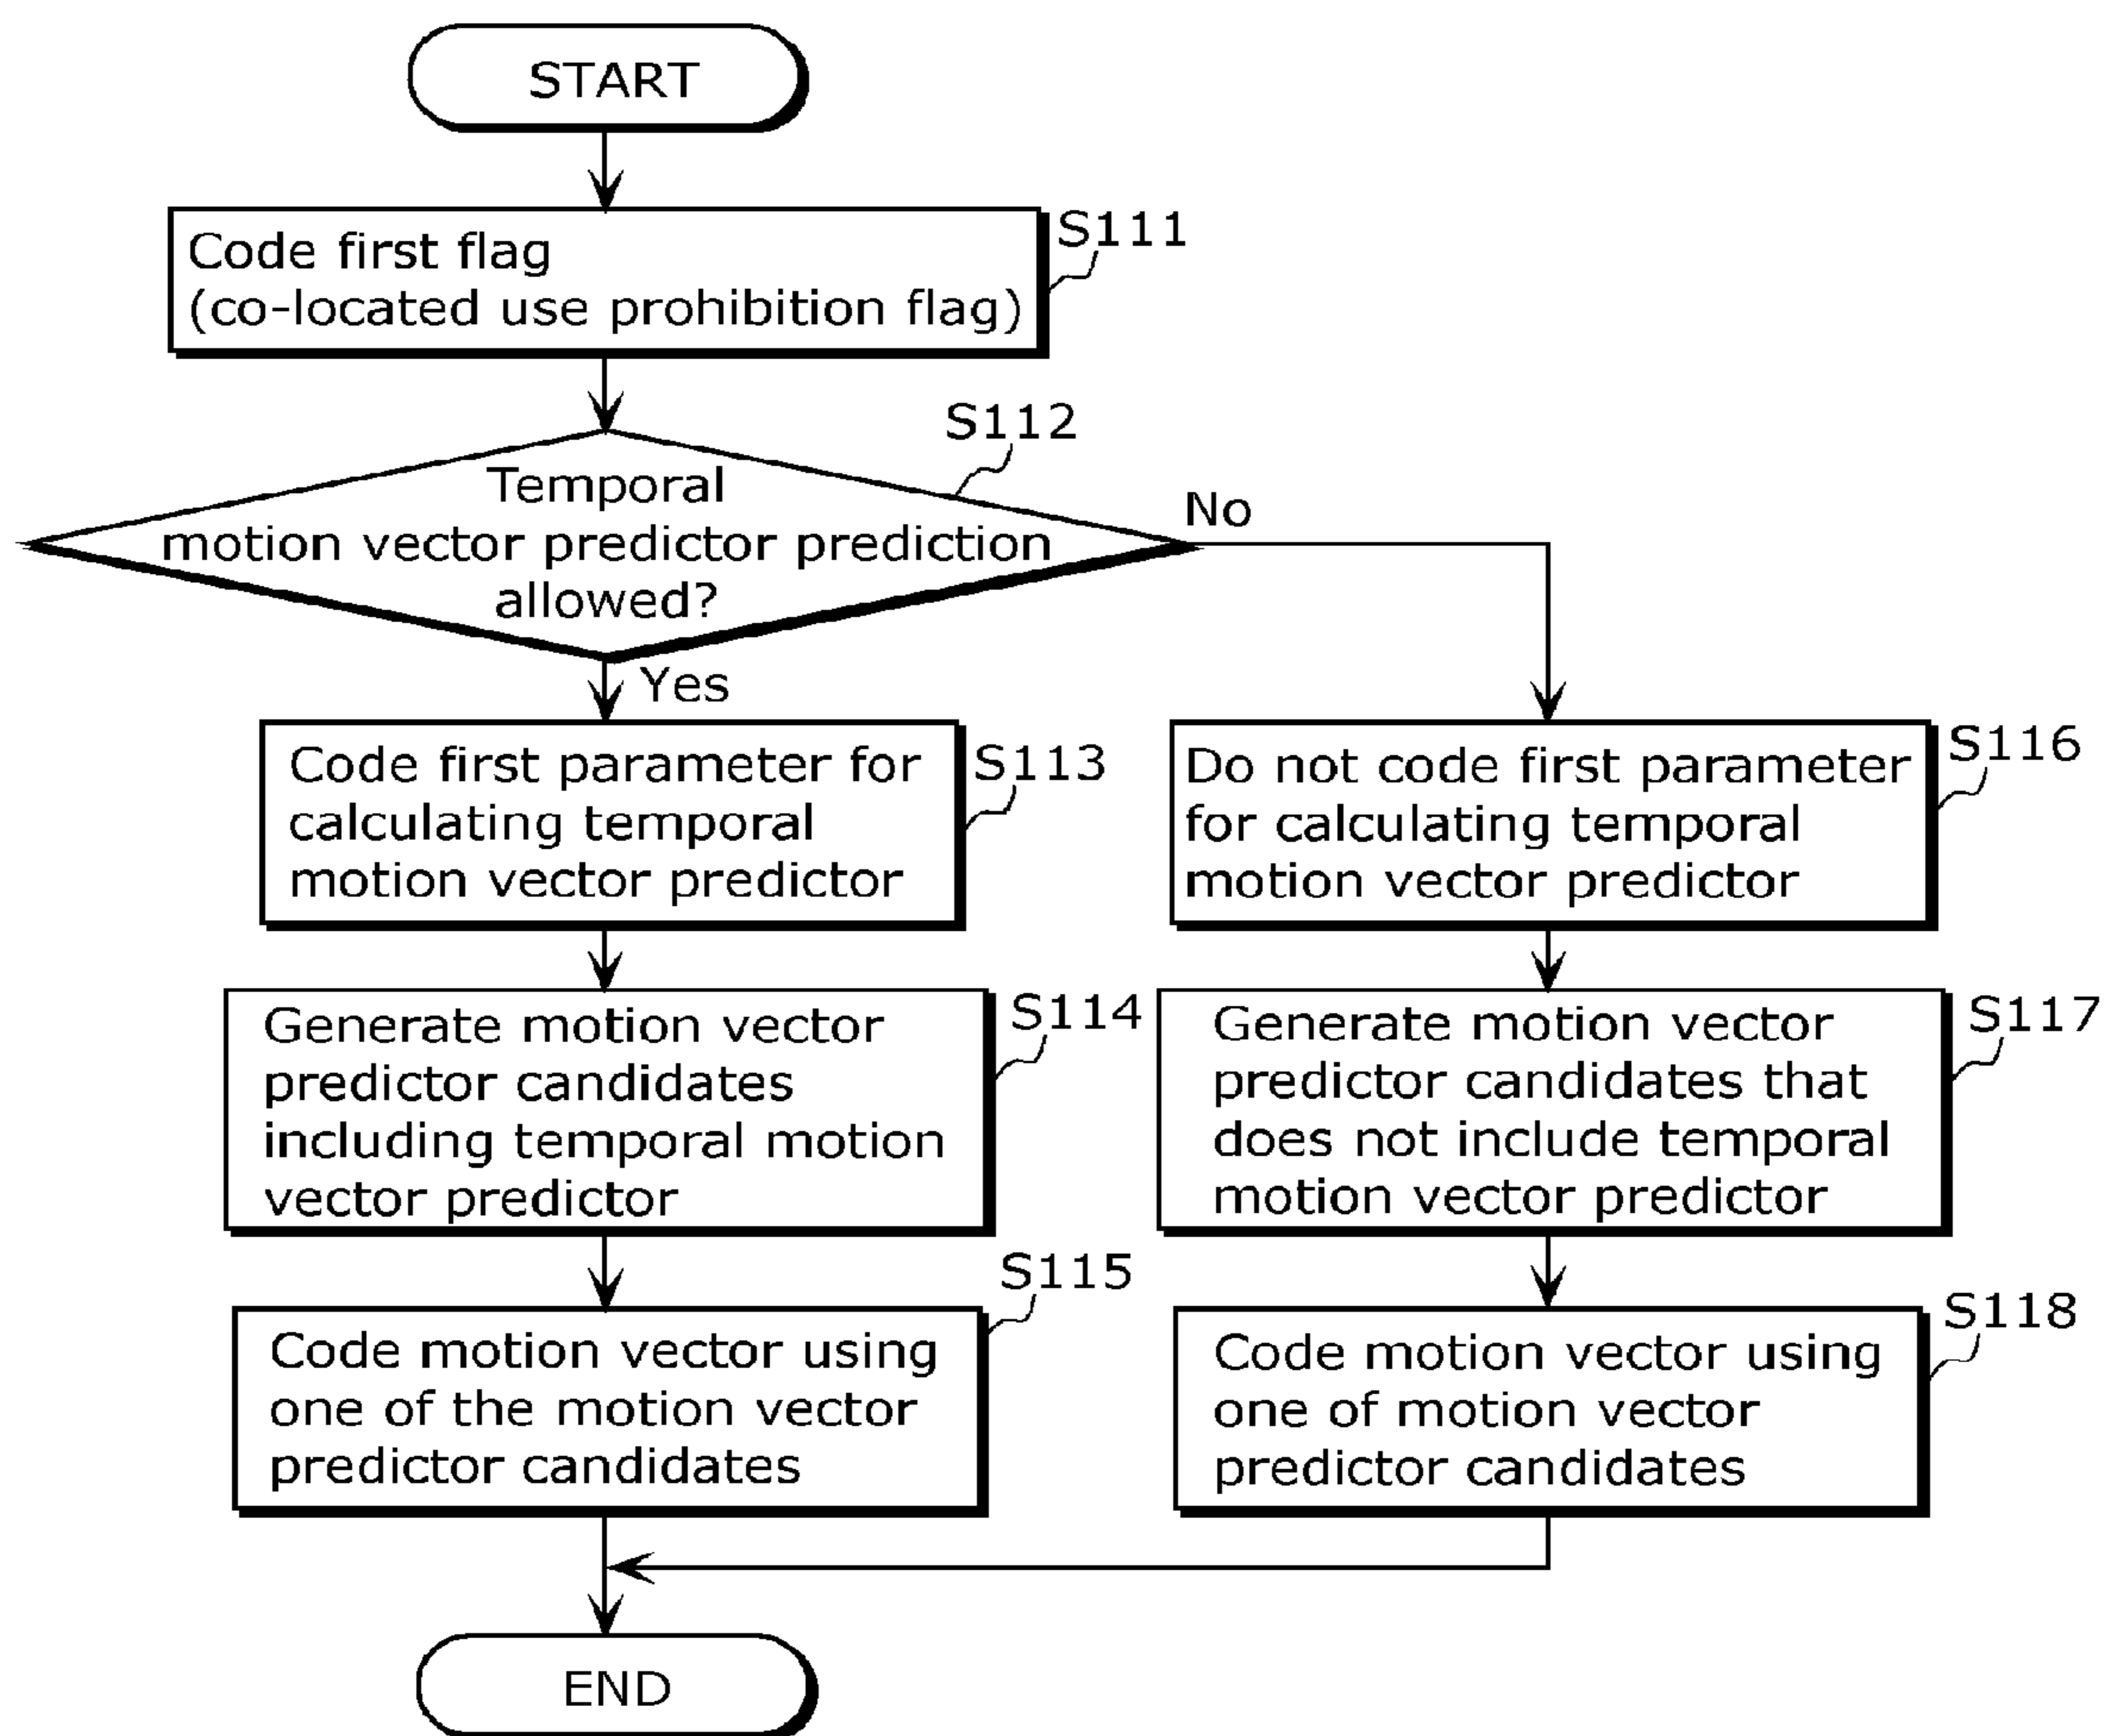 START
Code first flag
(co-located use prohibition flag)
S111
S112
Temporal
motion vector predictor prediction
allowed?
No
Yes
Code first parameter for
calculating temporal
motion vector predictor
S113
Do not code first parameter
for calculating temporal
motion vector predictor
S116
Generate motion vector
predictor candidates
including temporal motion
vector predictor
S114
Generate motion vector
predictor candidates that
does not include temporal
motion vector predictor
S117
Code motion vector using
one of the motion vector
predictor candidates
S115
Code motion vector using
one of motion vector
predictor candidates
S118
END